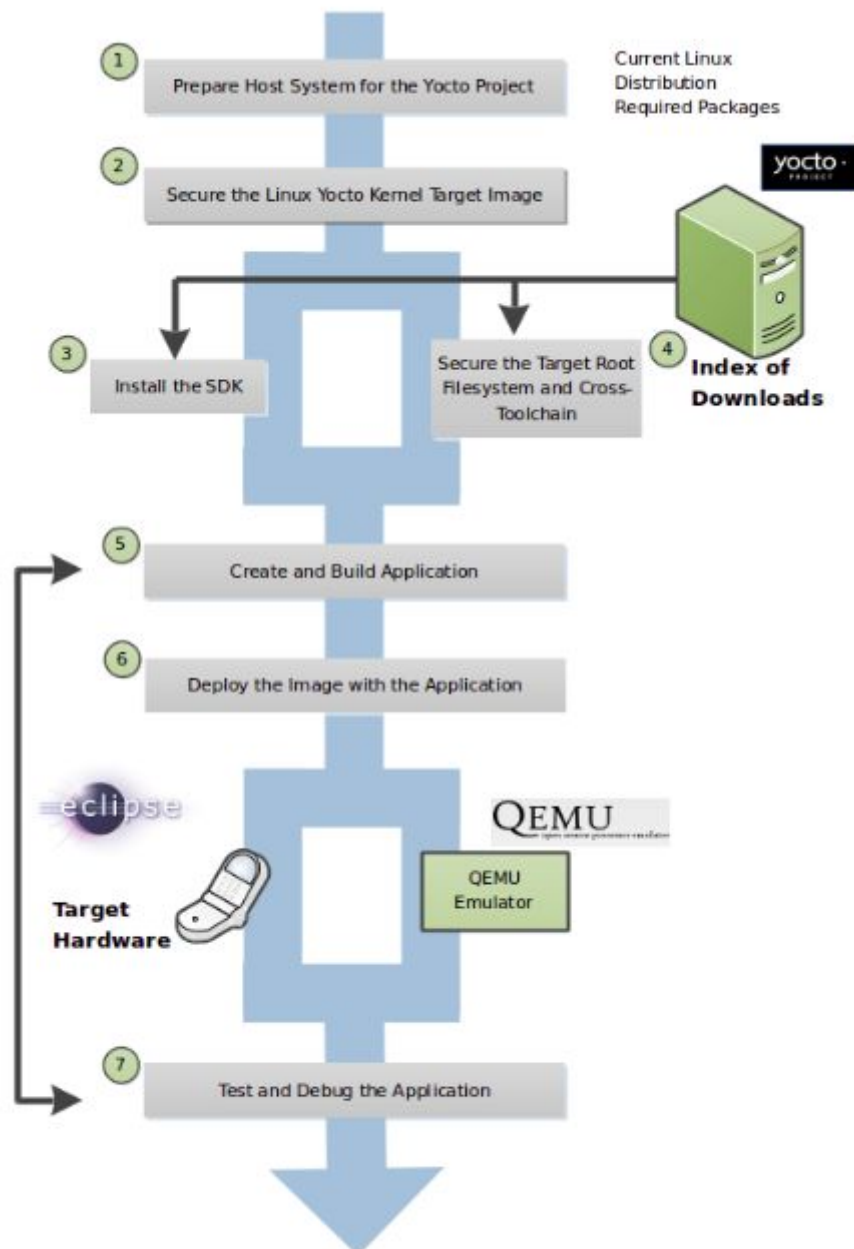 1
Prepare Host System for the Yocto Project
Current Linux
Distribution
Required Packages
2
Secure the Linux Yocto Kernel Target Image
yocto
PROJECT
3
Install the SDK
Secure the Target Root
Filesystem and Cross-
Toolchain
4
Index of
Downloads
5
Create and Build Application
6
Deploy the Image with the Application
eclipse
QEMU
Target
Hardware
QEMU
Emulator
7
Test and Debug the Application